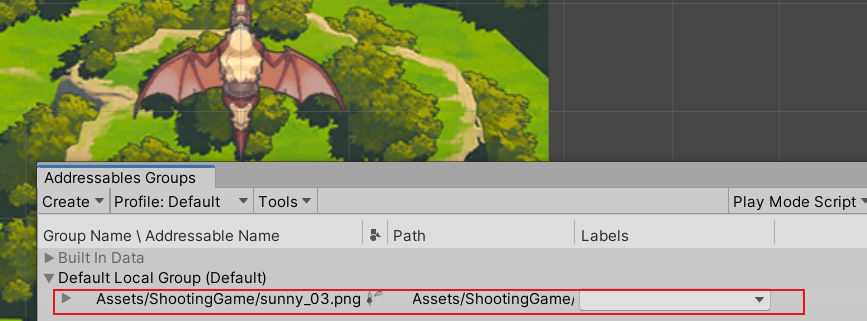 Addressables Groups
Create Profile: Default Tools Play Mode Script
Group Name \ Addressable Name Path Labels
Built In Data
Default Local Group (Default)
Assets/ShootingGame/sunny_03.png Assets/ShootingGame/